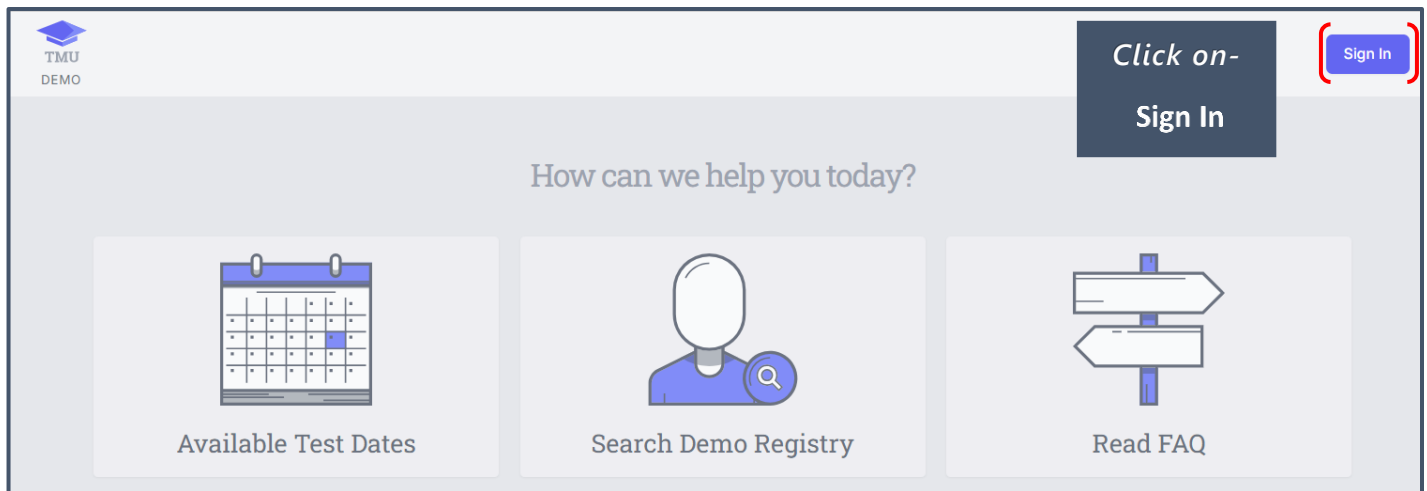 TMU
DEMO
Click on-
Sign In
Sign In
How can we help you today?
Available Test Dates
Search Demo Registry
Read FAQ